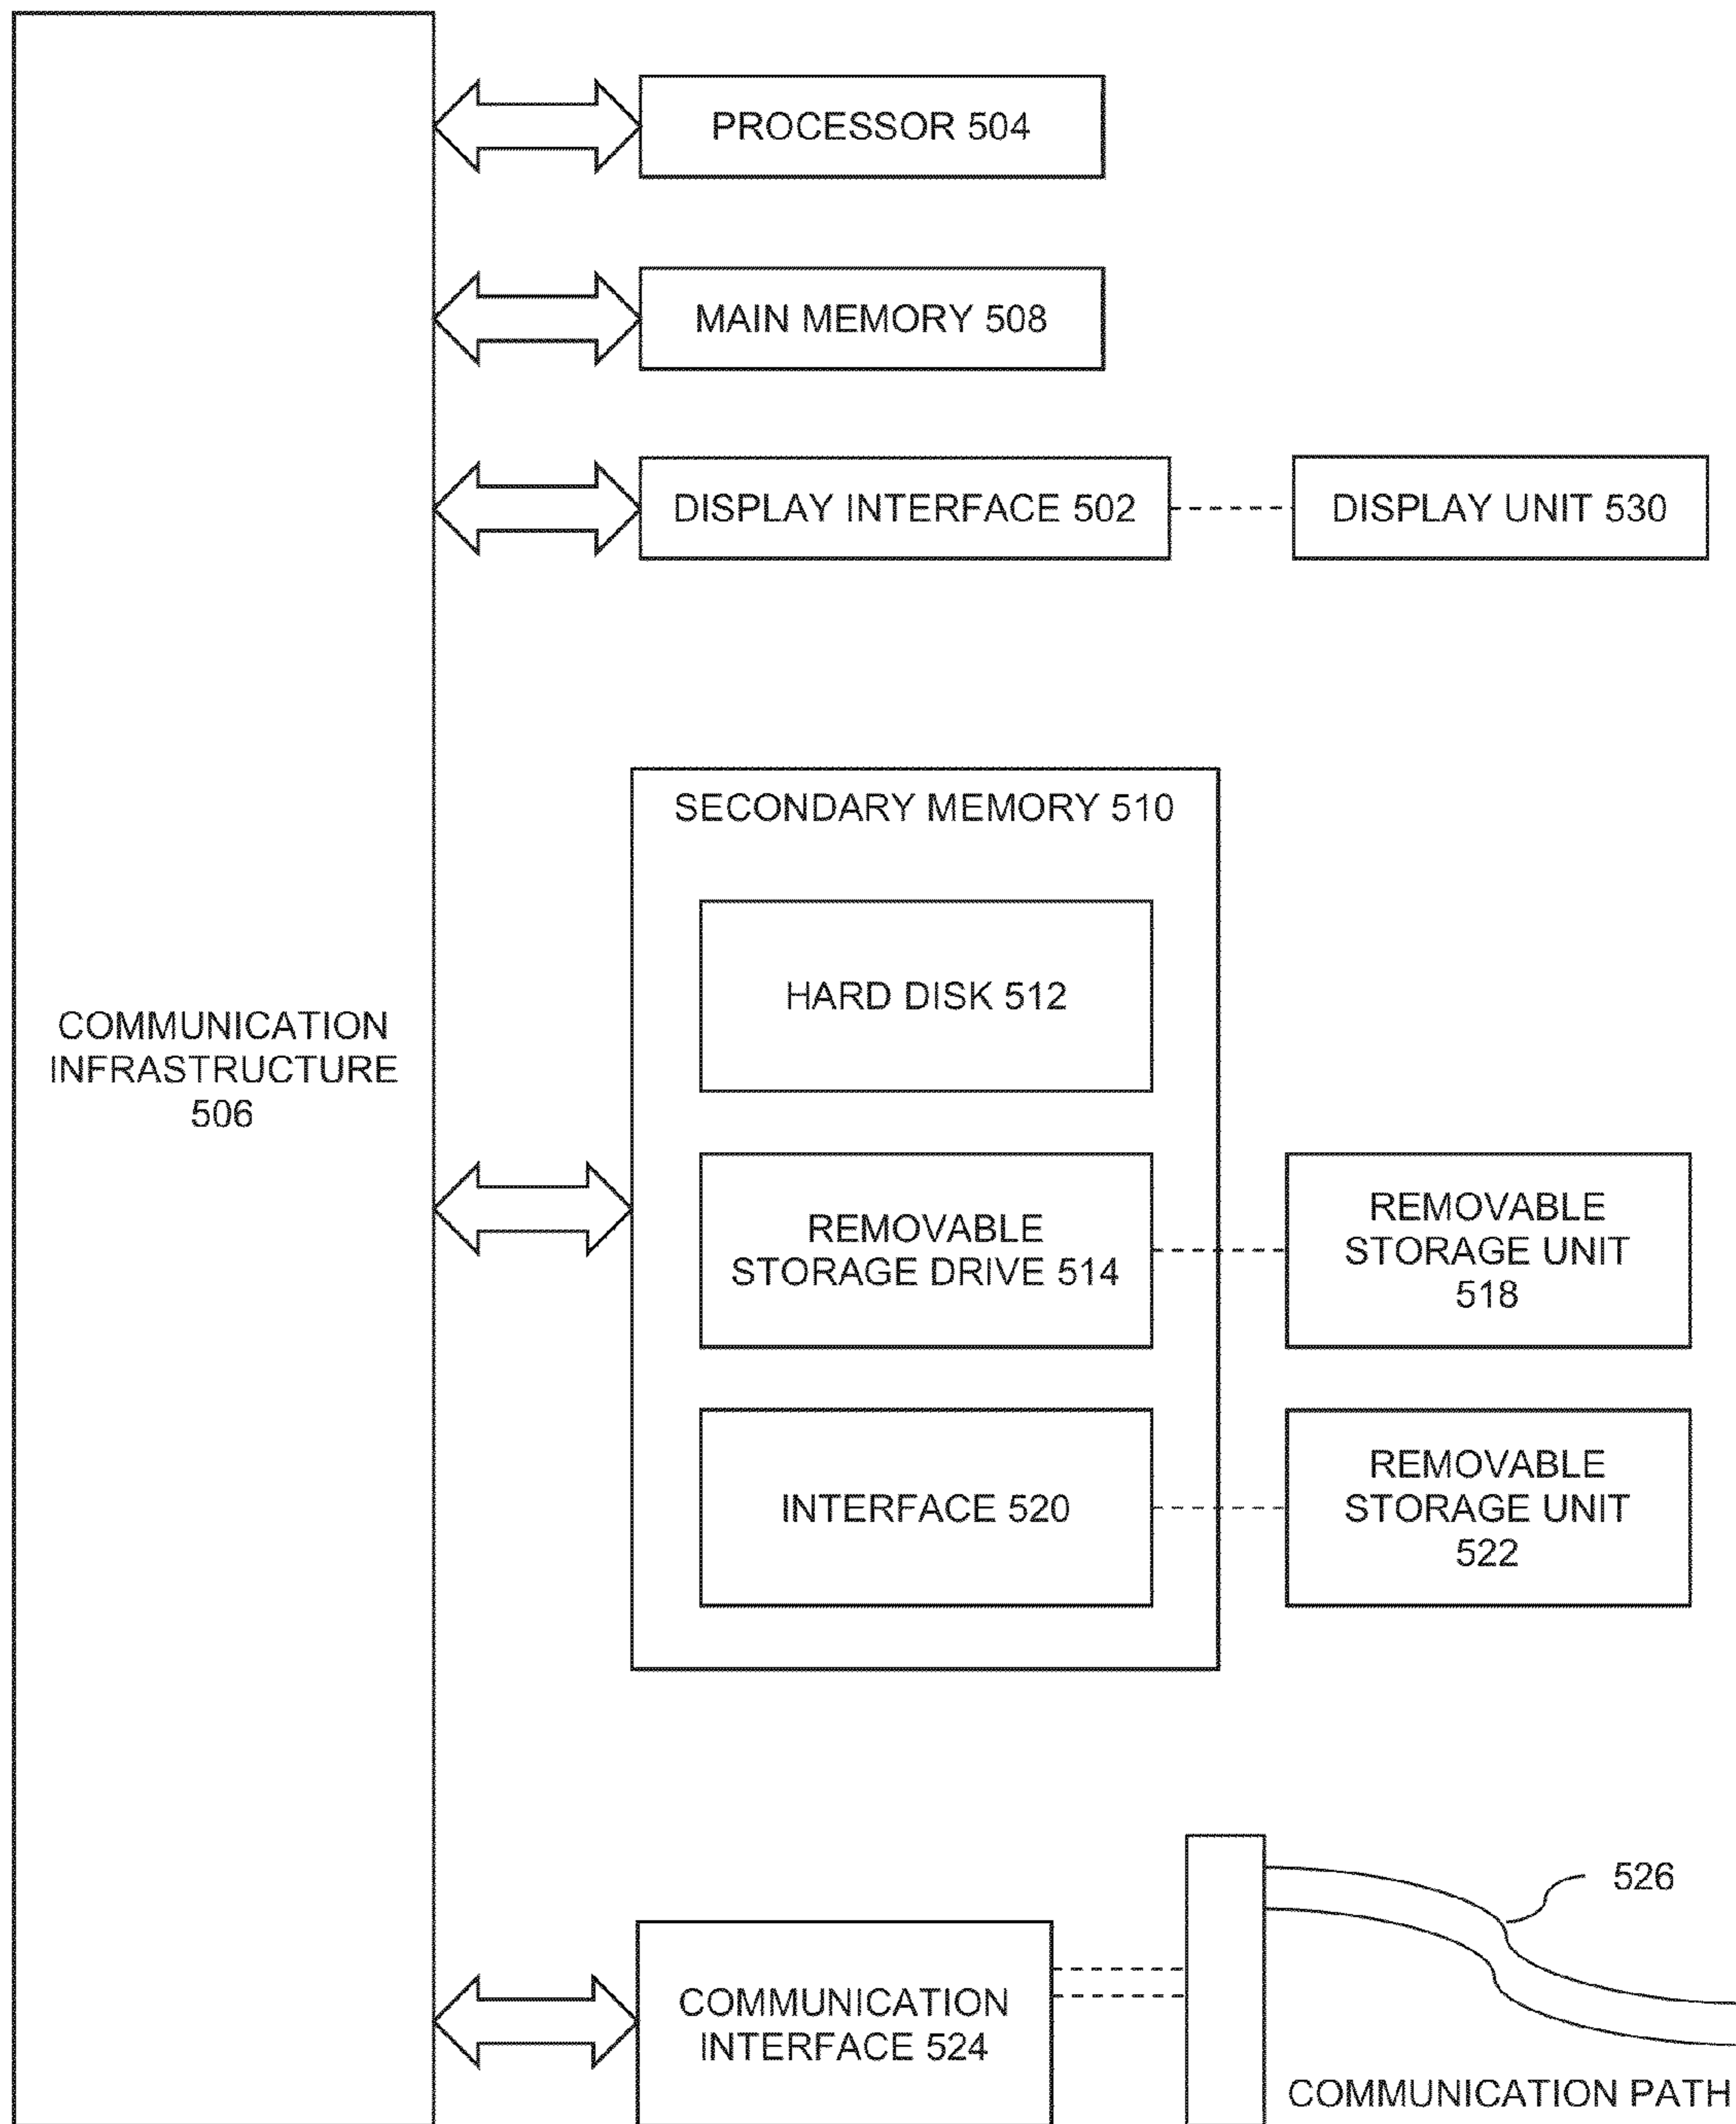 PROCESSOR 504
MAIN MEMORY 508
DISPLAY INTERFACE 502
DISPLAY UNIT 530
SECONDARY MEMORY 510
HARD DISK 512
COMMUNICATION
INFRASTRUCTURE
506
REMOVABLE
STORAGE DRIVE 514
REMOVABLE
STORAGE UNIT
518
INTERFACE 520
REMOVABLE
STORAGE UNIT
522
526
COMMUNICATION
INTERFACE 524
COMMUNICATION PATH